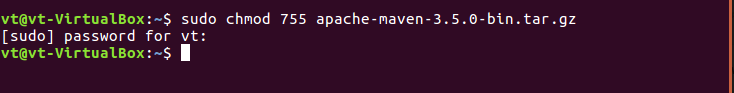 vt@vt-VirtualBox:~$ sudo chmod 755 apache-maven-3.5.0-bin.tar.gz
[sudo] password for vt:
vt@vt-VirtualBox:~$